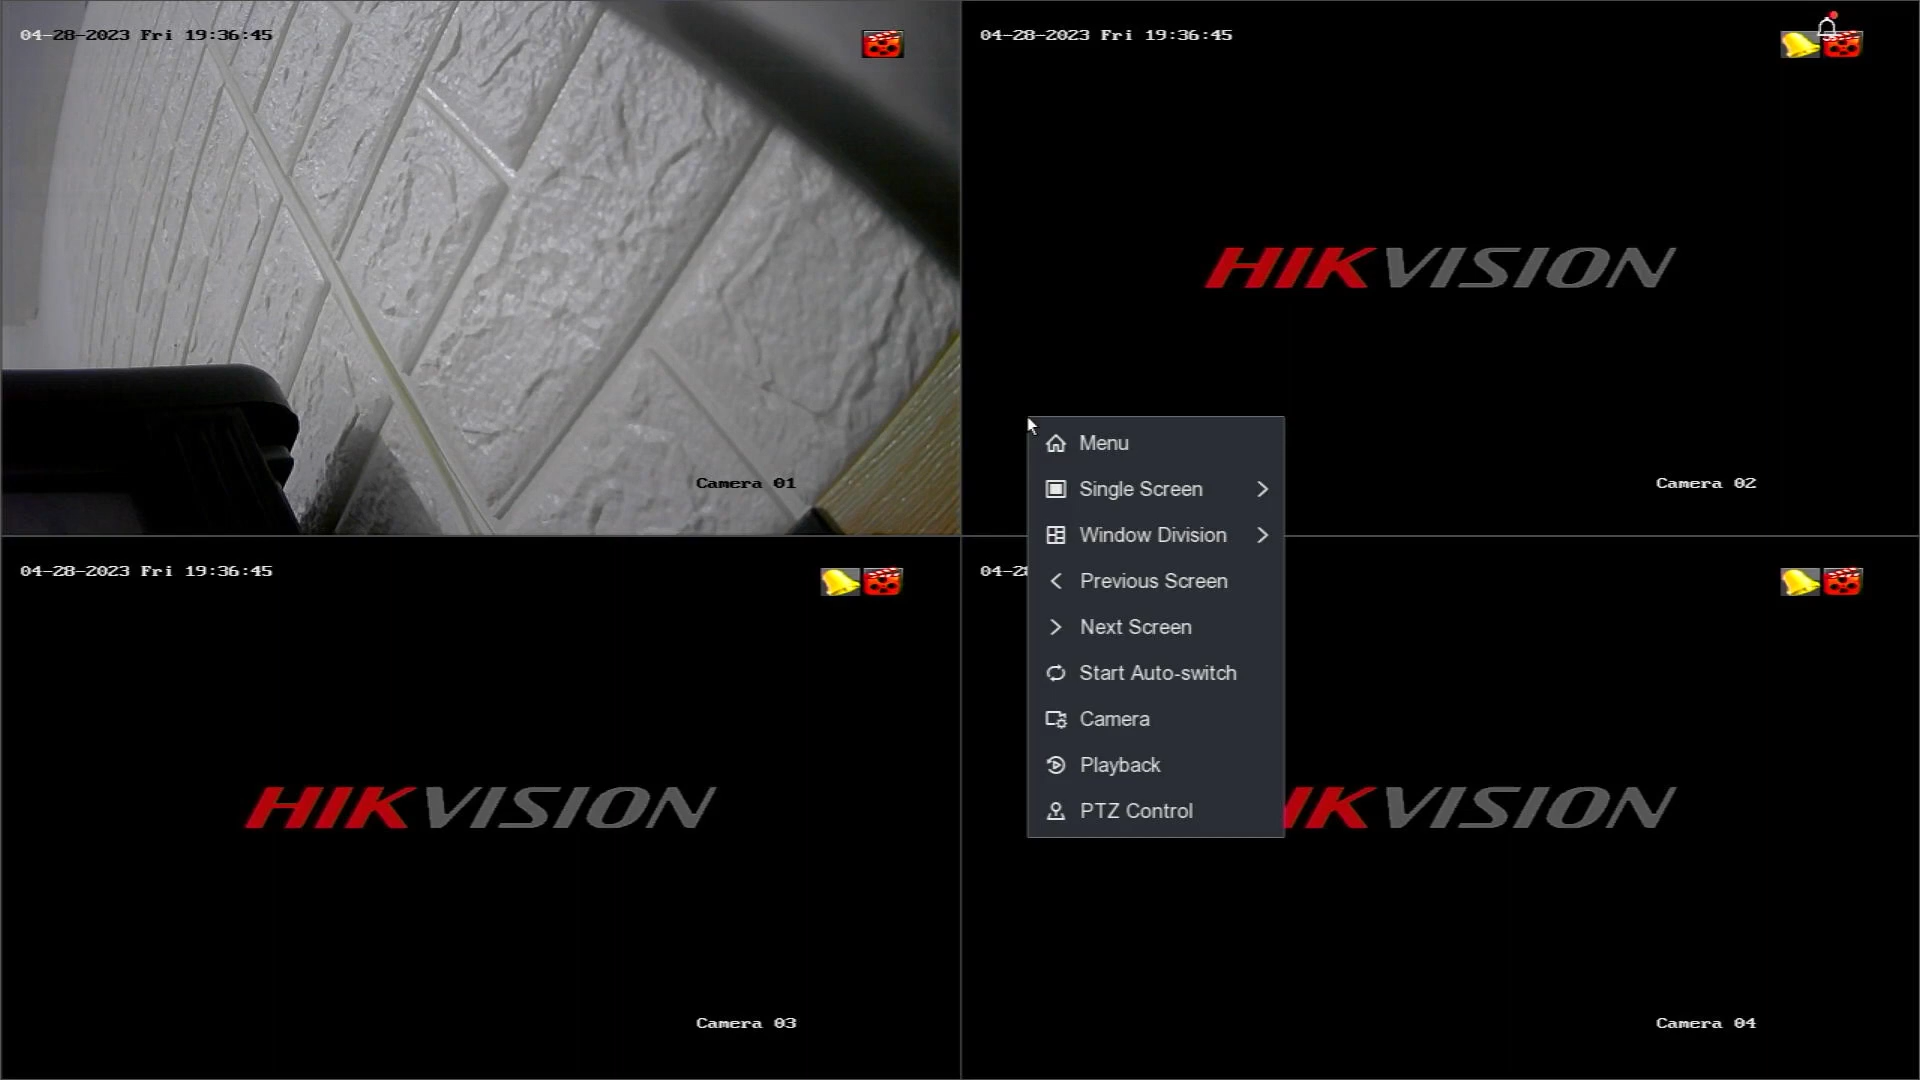 04-28-2023 Fri 19:36:45
04-28-2023 Fri 19:36:45
HIKVISION
Camera 01
Camera 02
Menu
Single Screen
Window Division
Previous Screen
Next Screen
Start Auto-switch
Camera
Playback
PTZ Control
04-28-2023 Fri 19:36:45
04-2
HIKVISION
IKVISION
Camera 03
Camera 04